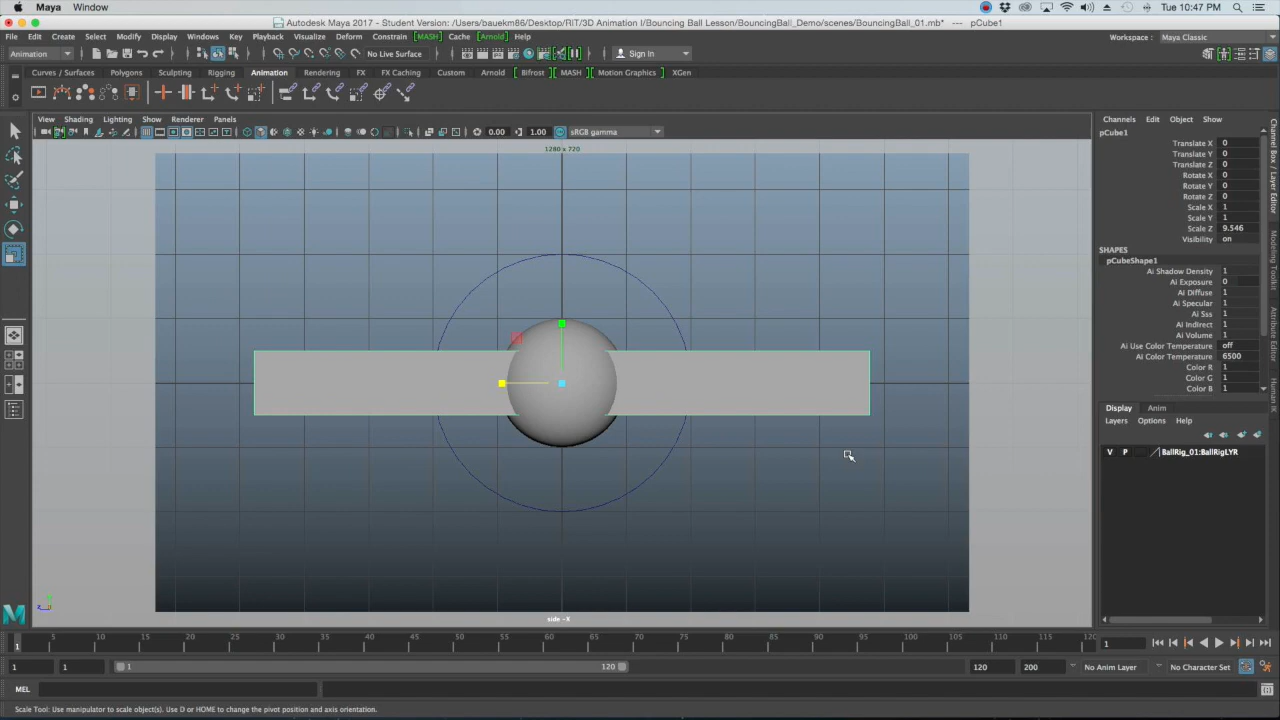 Maya Window Tue 10:47 PM
Autodesk Maya 2017 - Student Version: /Users/bauekm86/Desktop/RIT/3D Animation I/Bouncing Ball Lesson/BouncingBall_Demo/scenes/BouncingBall_01.mb* --- pCube1
File Edit Create Select Modify Display Windows Key Playback Visualize Deform Constrain [MASH] Cache [Arnold] Help Workspace : Maya Classic
Animation No Live Surface Sign In
Curves / Surfaces Polygons Sculpting Rigging Animation Rendering FX FX Caching Custom Arnold Bifrost MASH Motion Graphics XGen
View Shading Lighting Show Renderer Panels
0.00 1.00 sRGB gamma
1280 x 720
side -X
Channels Edit Object Show
pCube1
Translate X 0
Translate Y 0
Translate Z 0
Rotate X 0
Rotate Y 0
Rotate Z 0
Scale X 1
Scale Y 1
Scale Z 9.546
Visibility on
SHAPES
pCubeShape1
Ai Shadow Density 1
Ai Exposure 0
Ai Diffuse 1
Ai Specular 1
Ai Sss 1
Ai Indirect 1
Ai Volume 1
Ai Use Color Temperature off
Ai Color Temperature 6500
Color R 1
Color G 1
Color B 1
Display Anim
Layers Options Help
V P BallRig_01:BallRigLYR
Channel Box / Layer Editor
Modeling Toolkit
Attribute Editor
Human IK
5 10 15 20 25 30 35 40 45 50 55 60 65 70 75 80 85 90 95 100 105 110 115 120
1 1
1 1 1 120 120 200 No Anim Layer No Character Set
MEL
Scale Tool: Use manipulator to scale object(s). Use D or HOME to change the pivot position and axis orientation.